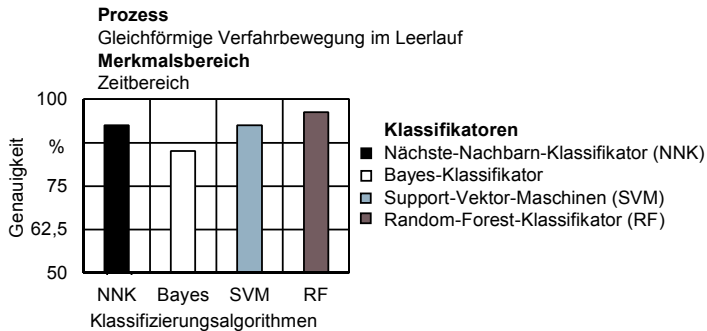 Prozess
Gleichförmige Verfahrbewegung im Leerlauf
Merkmalsbereich
Zeitbereich
100
%
75
62,5
50
Genauigkeit
NNK Bayes SVM RF
Klassifizierungsalgorithmen
Klassifikatoren
Nächste-Nachbarn-Klassifikator (NNK)
Bayes-Klassifikator
Support-Vektor-Maschinen (SVM)
Random-Forest-Klassifikator (RF)